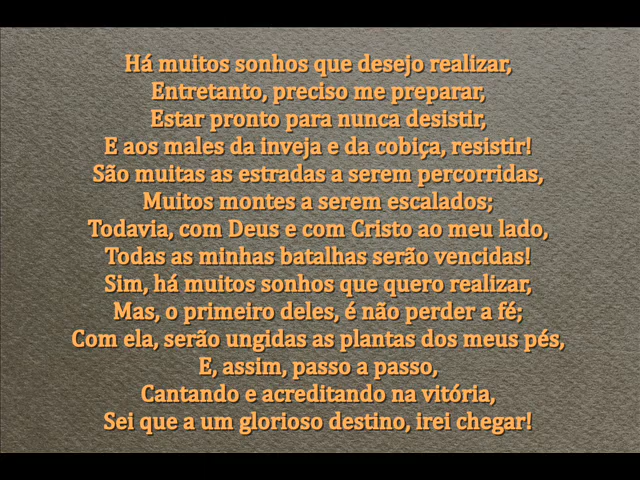 Há muitos sonhos que desejo realizar,
Entretanto, preciso me preparar,
Estar pronto para nunca desistir,
E aos males da inveja e da cobiça, resistir!
São muitas as estradas a serem percorridas,
Muitos montes a serem escalados;
Todavia, com Deus e com Cristo ao meu lado,
Todas as minhas batalhas serão vencidas!
Sim, há muitos sonhos que quero realizar,
Mas, o primeiro deles, é não perder a fé;
Com ela, serão ungidas as plantas dos meus pés,
E, assim, passo a passo,
Cantando e acreditando na vitória,
Sei que a um glorioso destino, irei chegar!